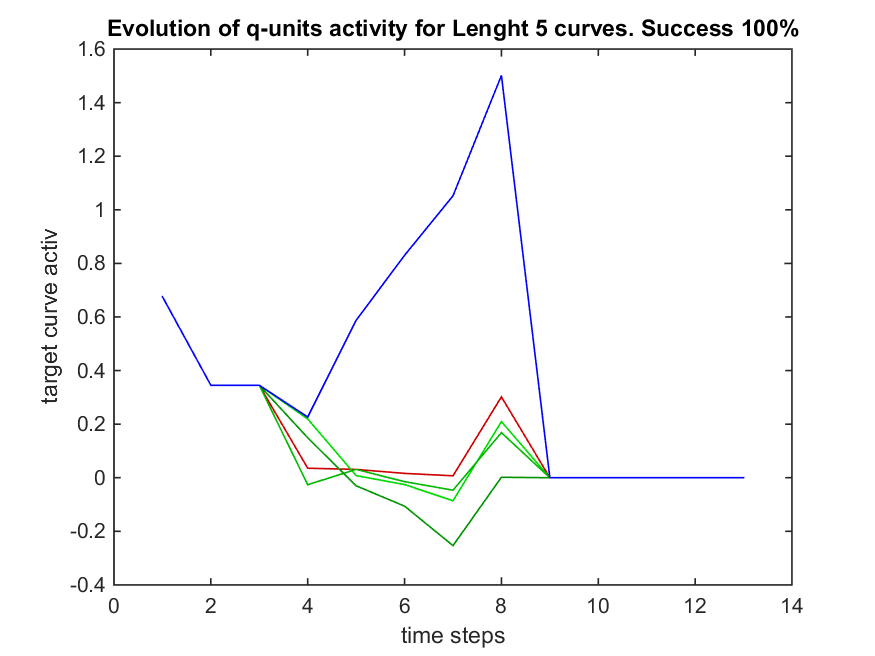 Evolution of q-units activity for Lenght 5 curves. Success 100%
1.6
1.4
1.2
1
0.8
0.6
0.4
0.2
0
-0.2
-0.4
target curve activ
0 2 4 6 8 10 12 14
time steps